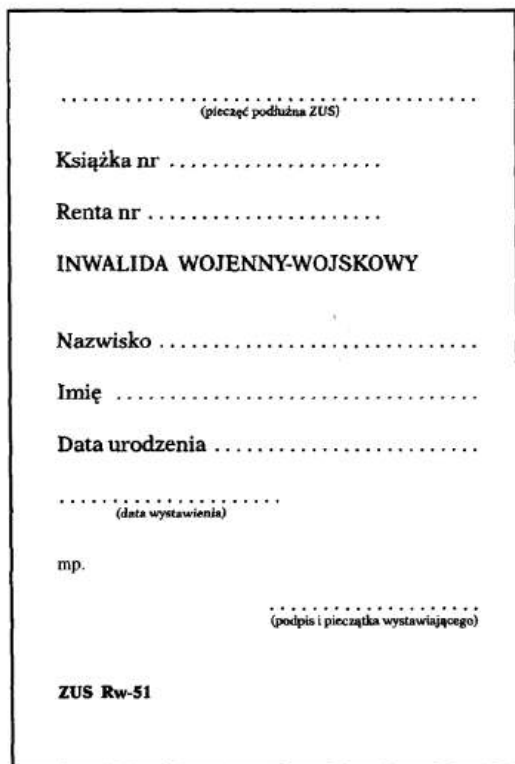 ........................................
(pieczęć podłużna ZUS)
Książka nr ....................
Renta nr ......................
INWALIDA WOJENNY-WOJSKOWY
Nazwisko ..............................
Imię ..................................
Data urodzenia .........................
.....................
(data wystawienia)
mp.
....................
(podpis i pieczątka wystawiającego)
ZUS Rw-51